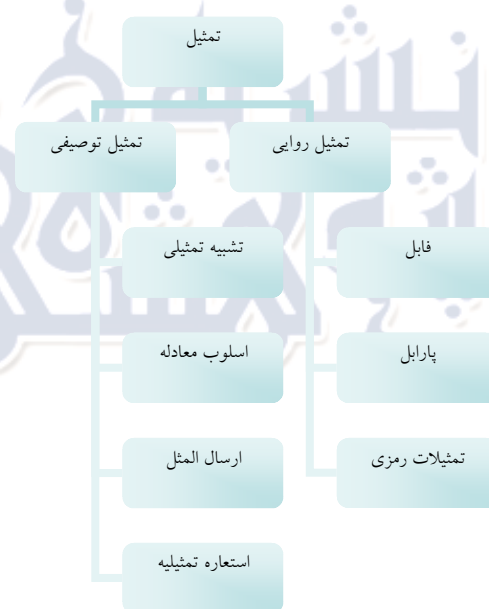 تمثیل
تمثیل روایی
تمثیل توصیفی
فابل
تشبیه تمثیلی
پارابل
اسلوب معادله
تمثیلات رمزی
ارسال المثل
استعاره تمثیلیه